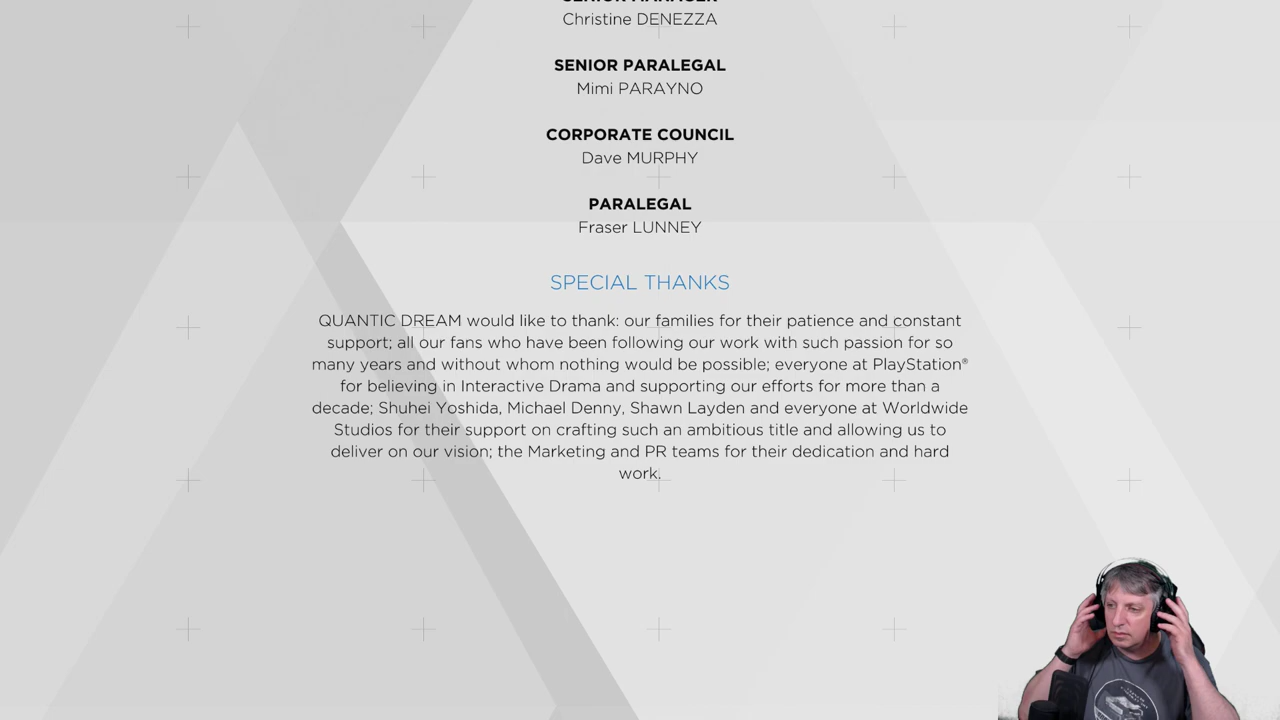 SENIOR MANAGER
Christine DENEZZA
SENIOR PARALEGAL
Mimi PARAYNO
CORPORATE COUNCIL
Dave MURPHY
PARALEGAL
Fraser LUNNEY
SPECIAL THANKS
QUANTIC DREAM would like to thank: our families for their patience and constant
support; all our fans who have been following our work with such passion for so
many years and without whom nothing would be possible; everyone at PlayStation®
for believing in Interactive Drama and supporting our efforts for more than a
decade; Shuhei Yoshida, Michael Denny, Shawn Layden and everyone at Worldwide
Studios for their support on crafting such an ambitious title and allowing us to
deliver on our vision; the Marketing and PR teams for their dedication and hard
work.